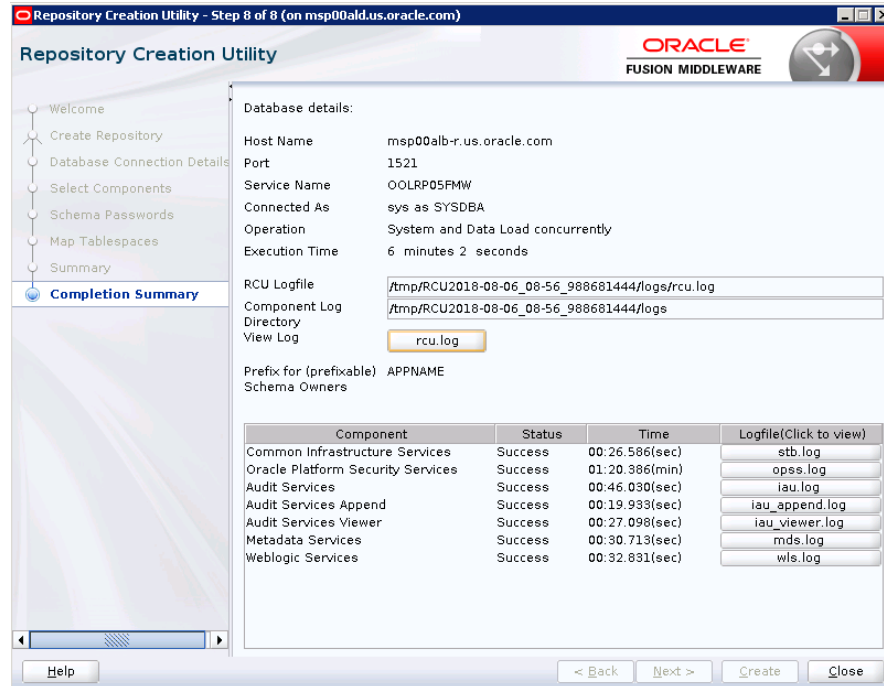 Repository Creation Utility - Step 8 of 8 (on msp00ald.us.oracle.com)
Repository Creation Utility
ORACLE
FUSION MIDDLEWARE
Welcome
Create Repository
Database Connection Details
Select Components
Schema Passwords
Map Tablespaces
Summary
Completion Summary
Database details:
Host Name msp00alb-r.us.oracle.com
Port 1521
Service Name OOLRP05FMW
Connected As sys as SYSDBA
Operation System and Data Load concurrently
Execution Time 6 minutes 2 seconds
RCU Logfile /tmp/RCU2018-08-06_08-56_988681444/logs/rcu.log
Component Log Directory /tmp/RCU2018-08-06_08-56_988681444/logs
View Log rcu.log
Prefix for (prefixable) APPNAME
Schema Owners
Component Status Time Logfile(Click to view)
Common Infrastructure Services Success 00:26.586(sec) stb.log
Oracle Platform Security Services Success 01:20.386(min) opss.log
Audit Services Success 00:46.030(sec) iau.log
Audit Services Append Success 00:19.933(sec) iau_append.log
Audit Services Viewer Success 00:27.098(sec) iau_viewer.log
Metadata Services Success 00:30.713(sec) mds.log
Weblogic Services Success 00:32.831(sec) wls.log
Help < Back Next > Create Close